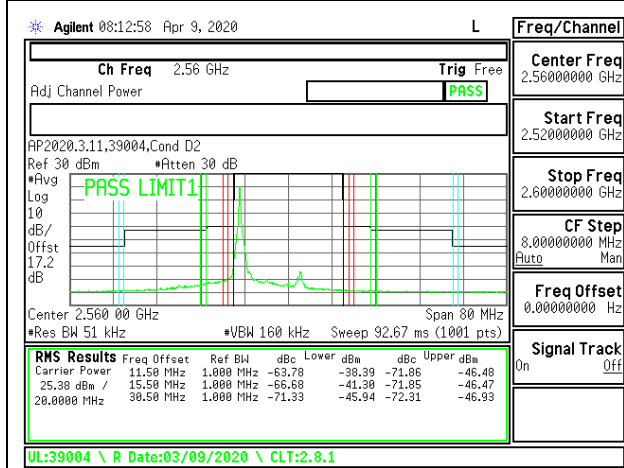 Agilent 08:12:58 Apr 9, 2020 L
Freq/Channel
Ch Freq 2.56 GHz Trig Free
Adj Channel Power PASS
AP2020.3.11,39004,Cond D2
Ref 30 dBm #Atten 30 dB
#Avg
Log
10
dB/
Offst
17.2
dB
PASS LIMIT1
Center 2.560 00 GHz Span 80 MHz
#Res BW 51 kHz #VBW 160 kHz Sweep 92.67 ms (1001 pts)
RMS Results Freq Offset Ref BW dBc Lower dBm dBc Upper dBm
Carrier Power 11.50 MHz 1.000 MHz -63.78 -38.39 -71.86 -46.48
25.38 dBm / 15.50 MHz 1.000 MHz -66.68 -41.30 -71.85 -46.47
20.0000 MHz 30.50 MHz 1.000 MHz -71.33 -45.94 -72.31 -46.93
UL:39004 \ R Date:03/09/2020 \ CLT:2.8.1
Center Freq
2.56000000 GHz
Start Freq
2.52000000 GHz
Stop Freq
2.60000000 GHz
CF Step
8.00000000 MHz
Auto Man
Freq Offset
0.00000000 Hz
Signal Track
On Off